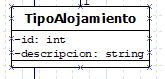 TipoAlojamiento
-id: int
-descripcion: string